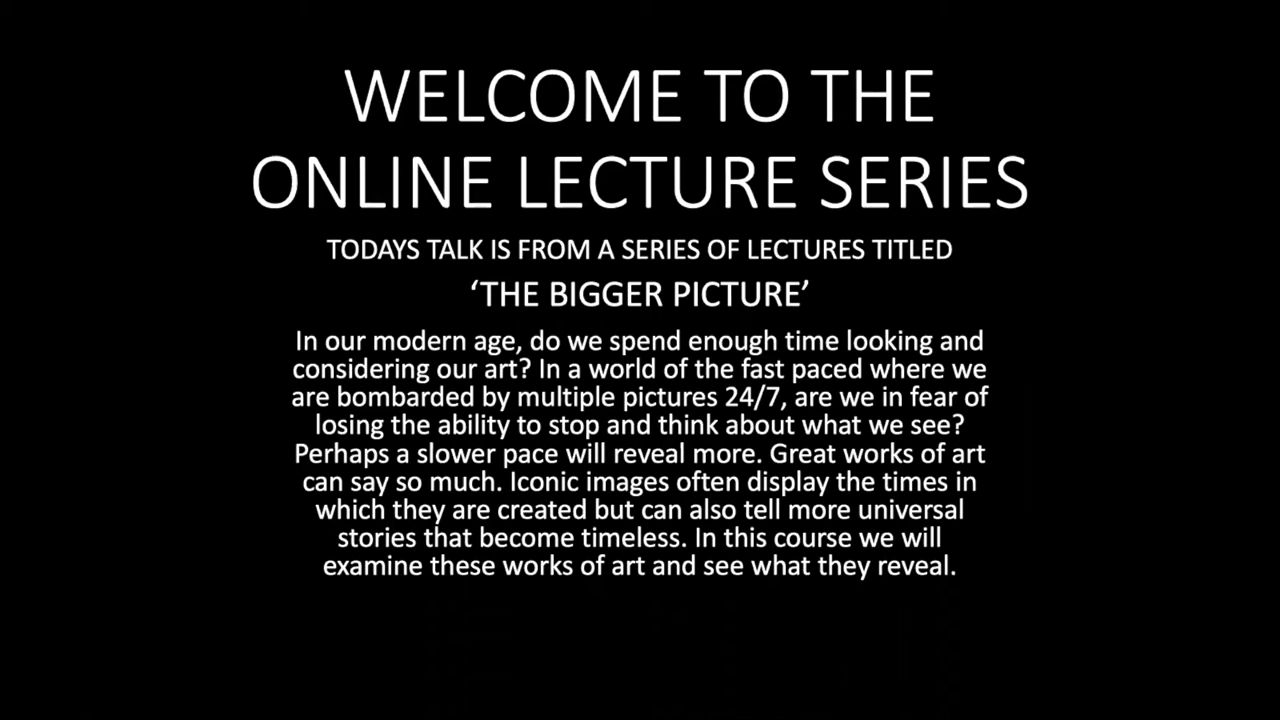 WELCOME TO THE
ONLINE LECTURE SERIES
TODAYS TALK IS FROM A SERIES OF LECTURES TITLED
‘THE BIGGER PICTURE’
In our modern age, do we spend enough time looking and
considering our art? In a world of the fast paced where we
are bombarded by multiple pictures 24/7, are we in fear of
losing the ability to stop and think about what we see?
Perhaps a slower pace will reveal more. Great works of art
can say so much. Iconic images often display the times in
which they are created but can also tell more universal
stories that become timeless. In this course we will
examine these works of art and see what they reveal.